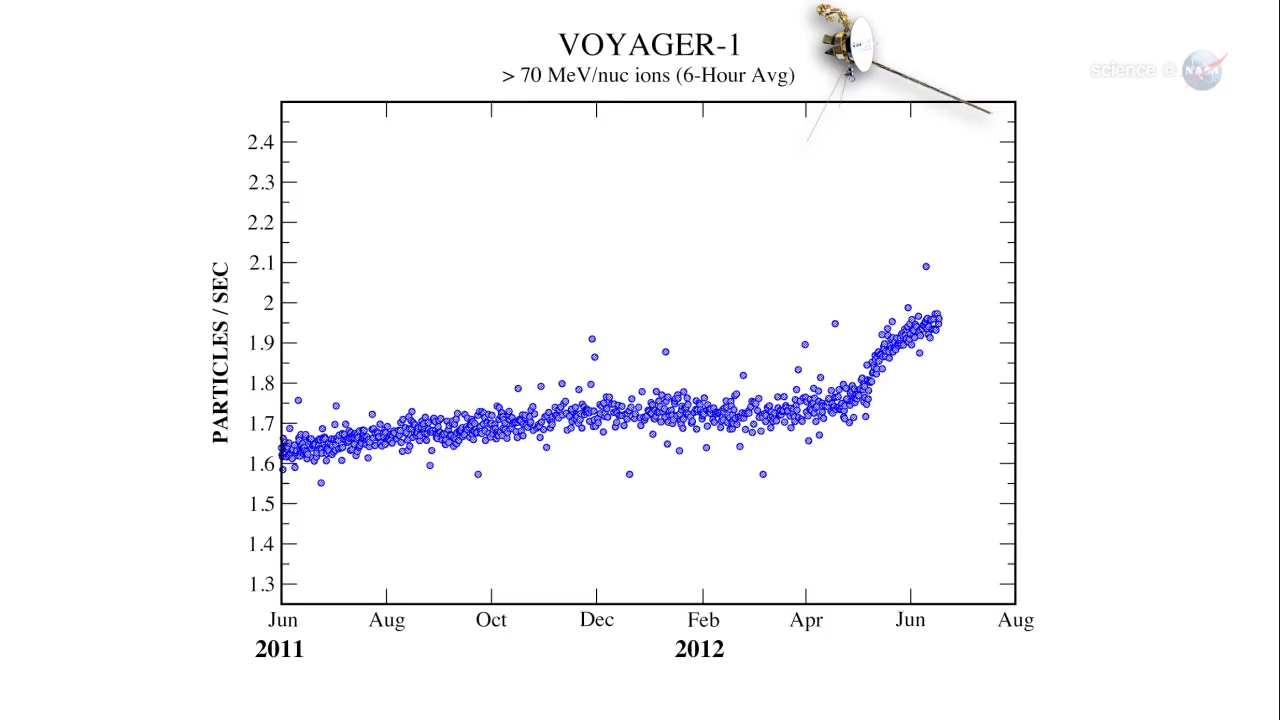 VOYAGER-1
> 70 MeV/nuc ions (6-Hour Avg)
science @ NASA
PARTICLES / SEC
2.4
2.3
2.2
2.1
2
1.9
1.8
1.7
1.6
1.5
1.4
1.3
Jun Aug Oct Dec Feb Apr Jun Aug
2011 2012